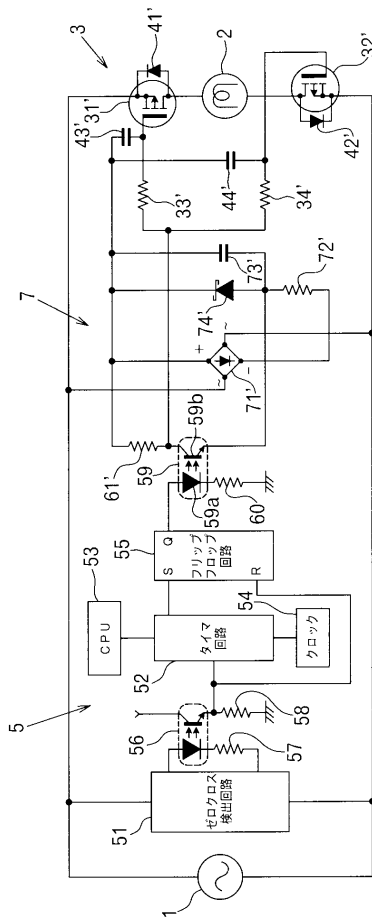 1
5
51
ゼロクロス
検出回路
56
57
58
52
タイマ
回路
53
CPU
54
クロック
55
S
Q
R
フリップ
フロップ
回路
59
59a
59b
60
61'
7
71'
+
-
~
~
72'
73'
74'
33'
34'
43'
44'
31'
41'
3
2
32'
42'